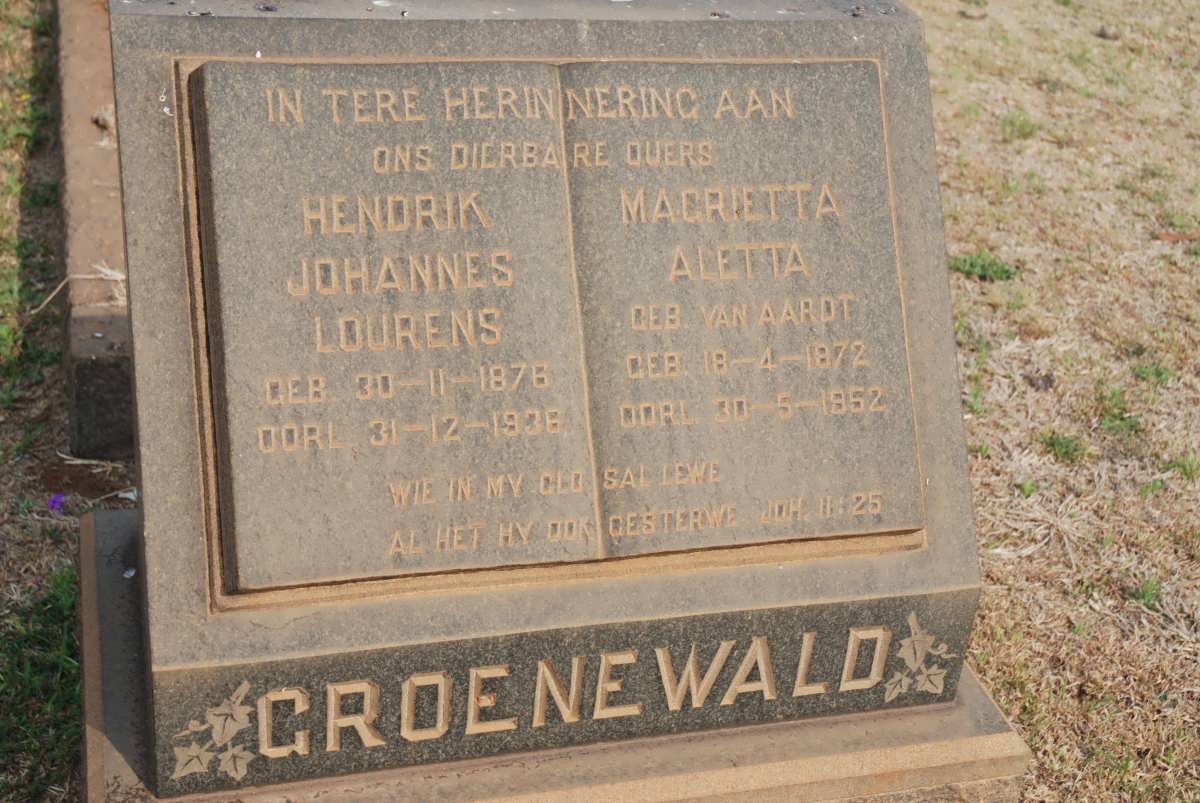 IN TERE HERINNERING AAN
ONS DIERBARE OUERS
HENDRIK
JOHANNES
LOURENS
GEB. 30-11-1876
OORL. 31-12-1936
MAGRIETTA
ALETTA
GEB. VAN AARDT
GEB. 18-4-1872
OORL. 30-5-1952
WIE IN MY GLO SAL LEWE
AL HET HY OOK GESTERWE JOH. 11:25
GROENEWALD